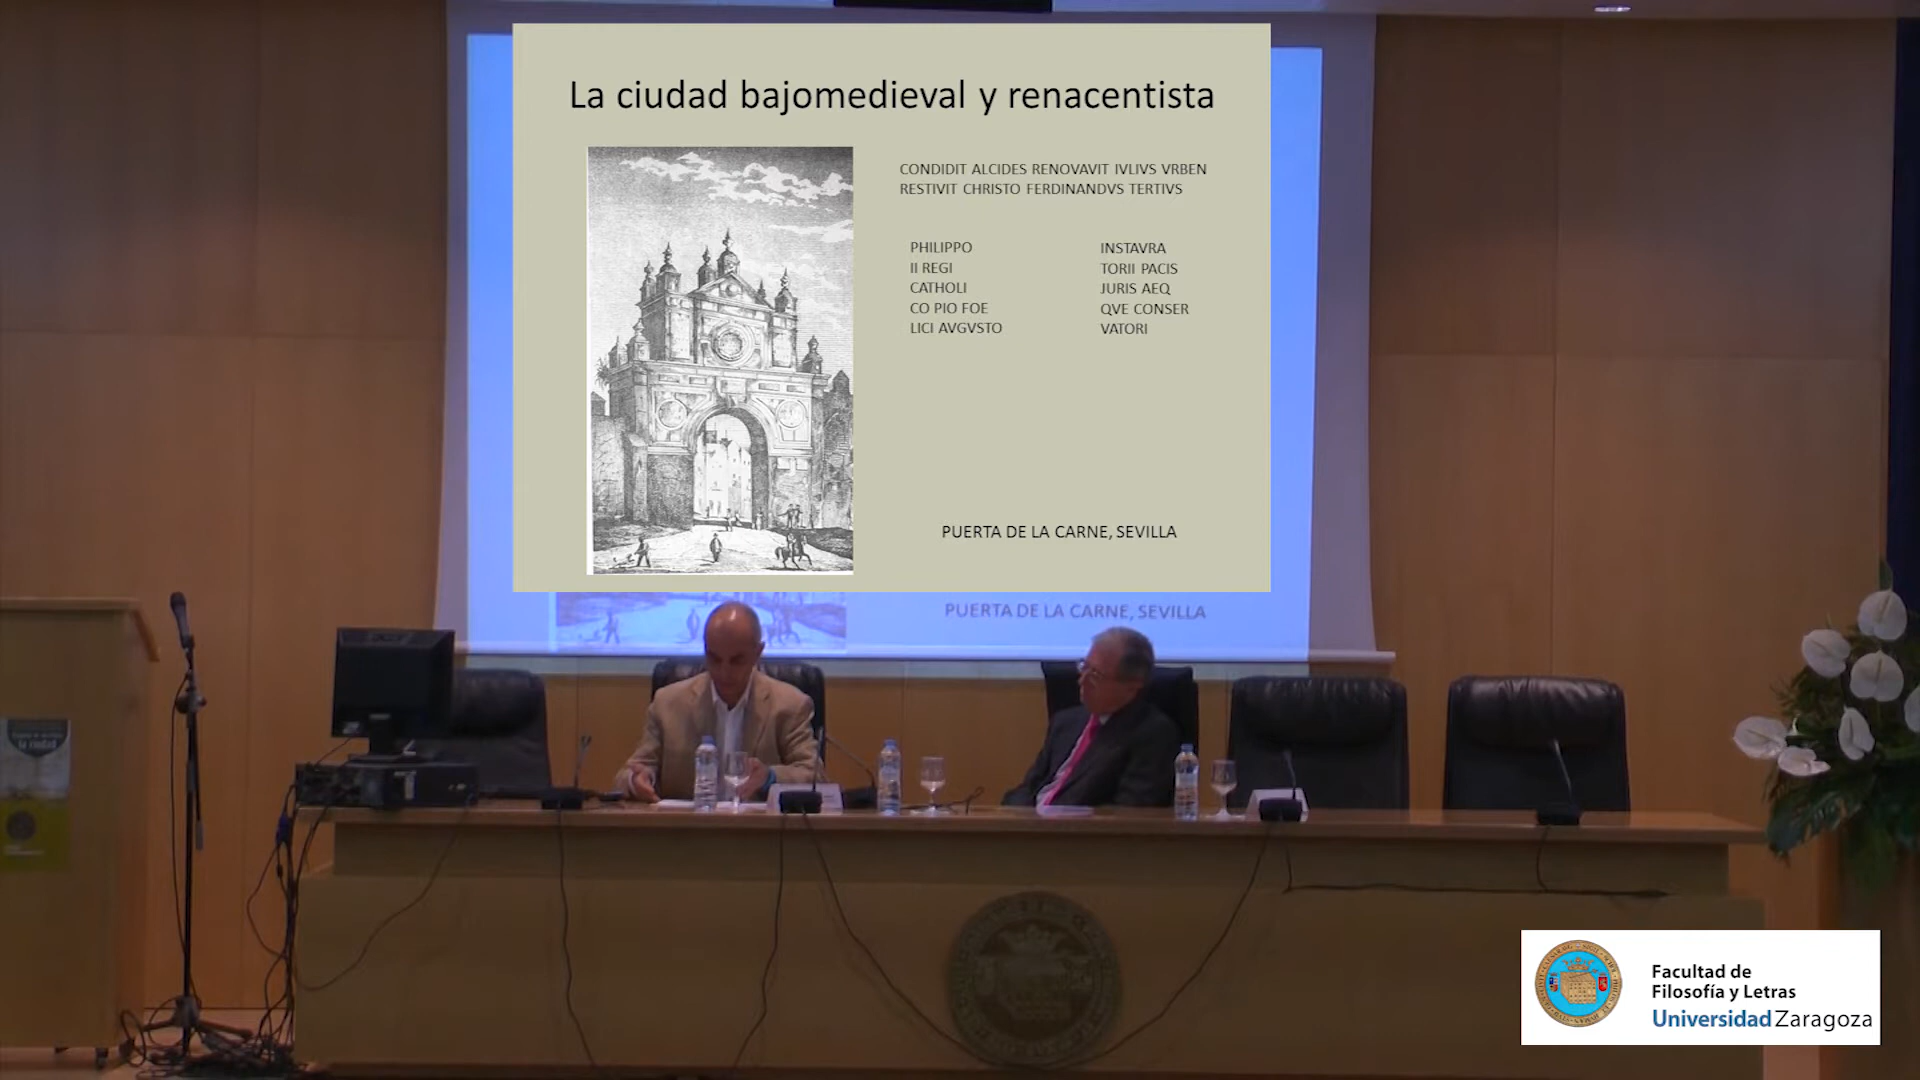 La ciudad bajomedieval y renacentista
CONDIDIT ALCIDES RENOVAVIT IVLIVS VRBEN
RESTIVIT CHRISTO FERDINANDVS TERTIVS
PHILIPPO
II REGI
CATHOLI
CO PIO FOE
LICI AVGVSTO
INSTAVRA
TORII PACIS
JURIS AEQ
QVE CONSER
VATORI
PUERTA DE LA CARNE, SEVILLA
PUERTA DE LA CARNE, SEVILLA
la ciudad
Facultad de
Filosofía y Letras
Universidad Zaragoza